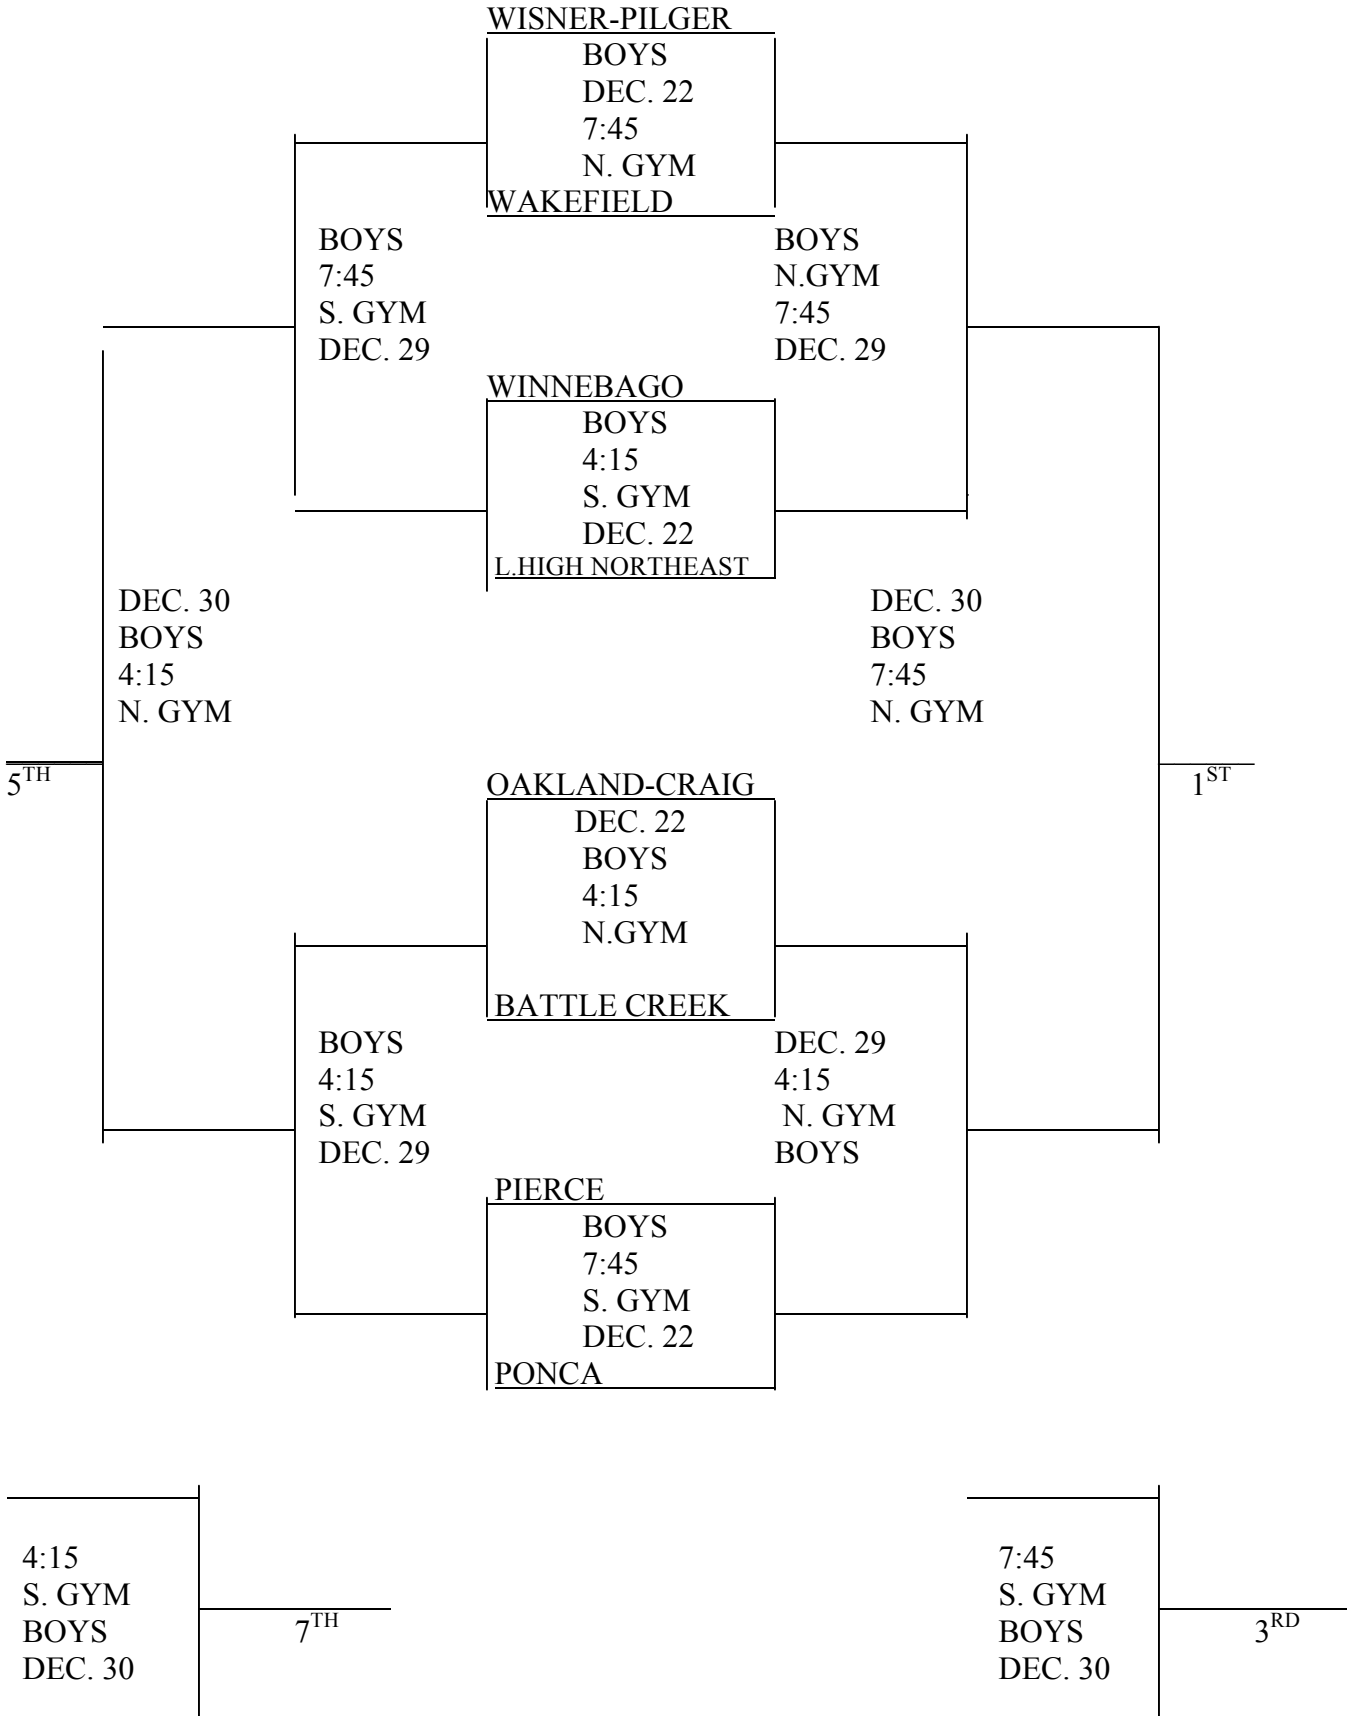 WISNER-PILGER
BOYS
DEC. 22
7:45
N. GYM
WAKEFIELD
BOYS
7:45
S. GYM
DEC. 29
BOYS
N.GYM
7:45
DEC. 29
WINNEBAGO
BOYS
4:15
S. GYM
DEC. 22
L.HIGH NORTHEAST
DEC. 30
BOYS
4:15
N. GYM
DEC. 30
BOYS
7:45
N. GYM
5TH
1ST
OAKLAND-CRAIG
DEC. 22
BOYS
4:15
N.GYM
BATTLE CREEK
BOYS
4:15
S. GYM
DEC. 29
DEC. 29
4:15
N. GYM
BOYS
PIERCE
BOYS
7:45
S. GYM
DEC. 22
PONCA
4:15
S. GYM
BOYS
DEC. 30
7TH
7:45
S. GYM
BOYS
DEC. 30
3RD